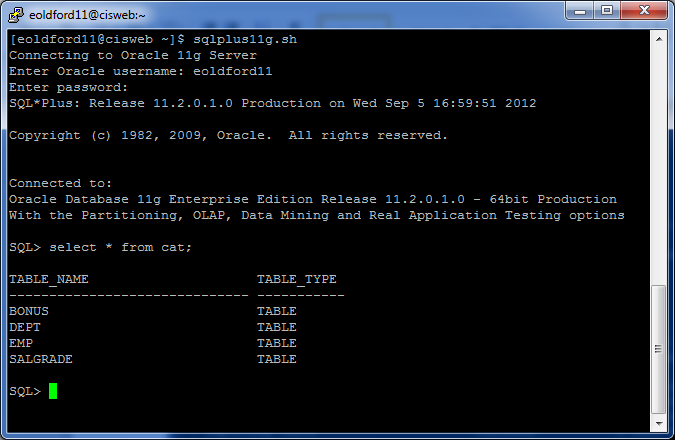 eoldford11@cisweb:~
[eoldford11@cisweb ~]$ sqlplus11g.sh
Connecting to Oracle 11g Server
Enter Oracle username: eoldford11
Enter password:
SQL*Plus: Release 11.2.0.1.0 Production on Wed Sep 5 16:59:51 2012
Copyright (c) 1982, 2009, Oracle.  All rights reserved.
Connected to:
Oracle Database 11g Enterprise Edition Release 11.2.0.1.0 - 64bit Production
With the Partitioning, OLAP, Data Mining and Real Application Testing options
SQL> select * from cat;
TABLE_NAME                     TABLE_TYPE
------------------------------ -----------
BONUS                          TABLE
DEPT                           TABLE
EMP                            TABLE
SALGRADE                       TABLE
SQL>